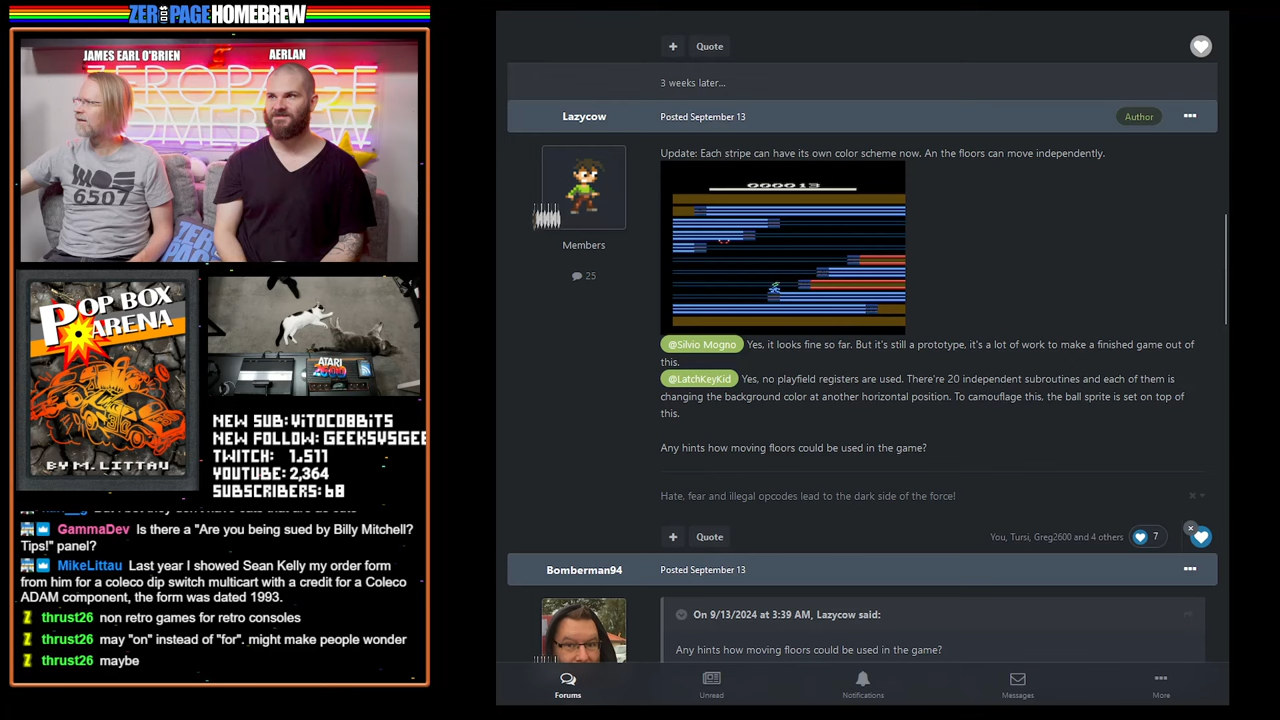 ZEROPAGE HOMEBREW
JAMES EARL O'BRIEN
AERLAN
ZEROPAGE
HOMEBREW
6507
ZERO
PAGE
POP BOX
ARENA
BY M. LITTAU
ATARI
2600
NEW SUB: VITOCOBBITS
NEW FOLLOW: GEEKSVSGEE
TWITCH: 1,511
YOUTUBE: 2,364
SUBSCRIBERS: 68
GammaDev Is there a "Are you being sued by Billy Mitchell?
Tips!" panel?
MikeLittau Last year I showed Sean Kelly my order form
from him for a coleco dip switch multicart with a credit for a Coleco
ADAM component, the form was dated 1993.
thrust26 non retro games for retro consoles
thrust26 may "on" instead of "for". might make people wonder
thrust26 maybe
+ Quote
3 weeks later...
Lazycow
Posted September 13
Author
Members
25
Update: Each stripe can have its own color scheme now. An the floors can move independently.
000013
@Silvio Mogno Yes, it looks fine so far. But it's still a prototype, it's a lot of work to make a finished game out of
this.
@LatchKeyKid Yes, no playfield registers are used. There're 20 independent subroutines and each of them is
changing the background color at another horizontal position. To camouflage this, the ball sprite is set on top of
this.
Any hints how moving floors could be used in the game?
Hate, fear and illegal opcodes lead to the dark side of the force!
+ Quote
You, Tursi, Greg2600 and 4 others
7
Bomberman94
Posted September 13
On 9/13/2024 at 3:39 AM, Lazycow said:
Any hints how moving floors could be used in the game?
Forums
Unread
Notifications
Messages
More